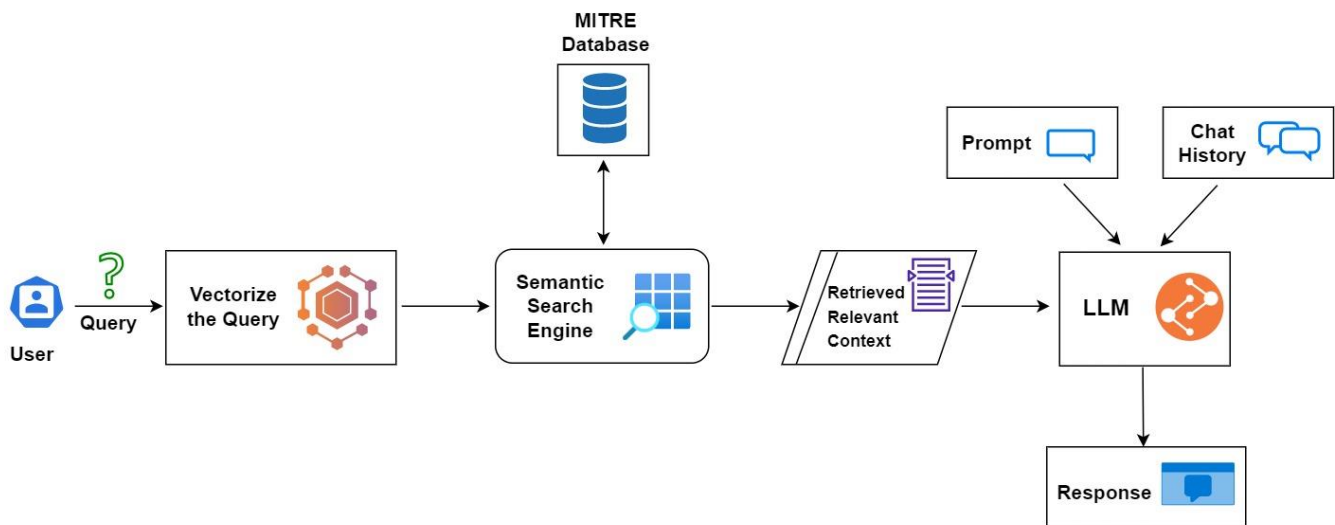 MITRE
Database
Prompt
Chat
History
?
Query
User
Vectorize
the Query
Semantic
Search
Engine
Retrieved
Relevant
Context
LLM
Response